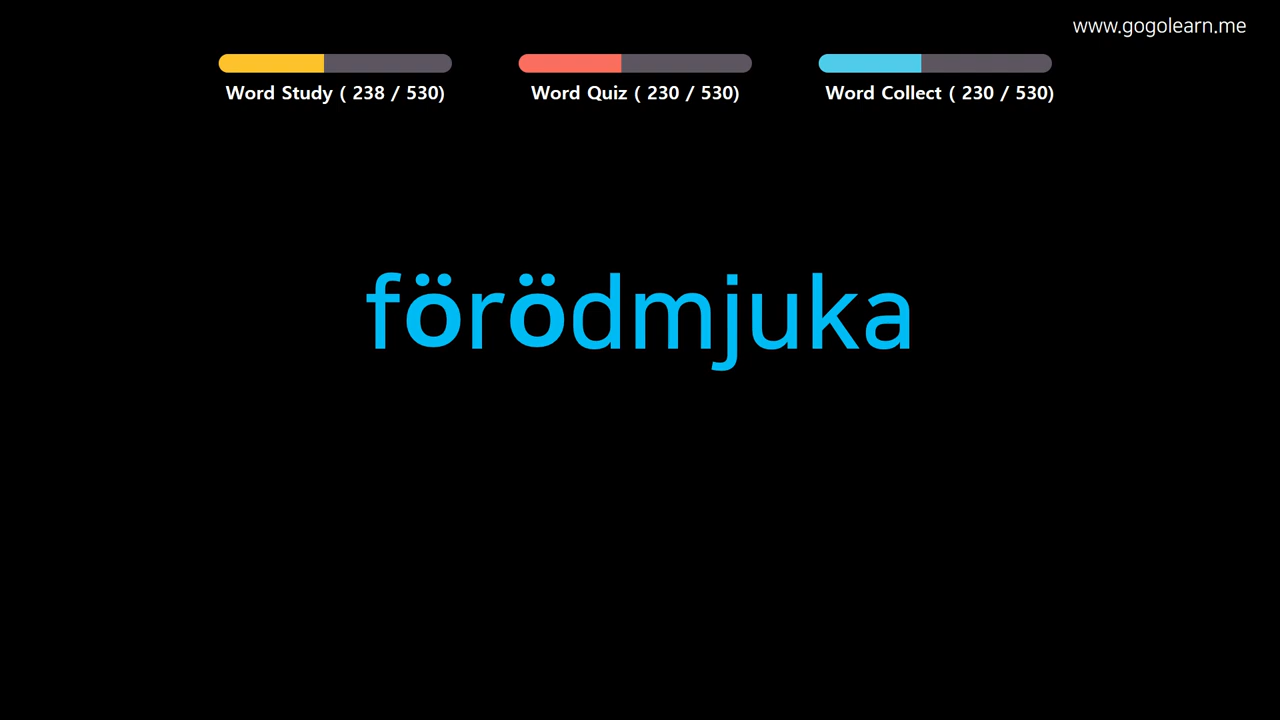 www.gogolearn.me
Word Study ( 238 / 530)
Word Quiz ( 230 / 530)
Word Collect ( 230 / 530)
förödmjuka